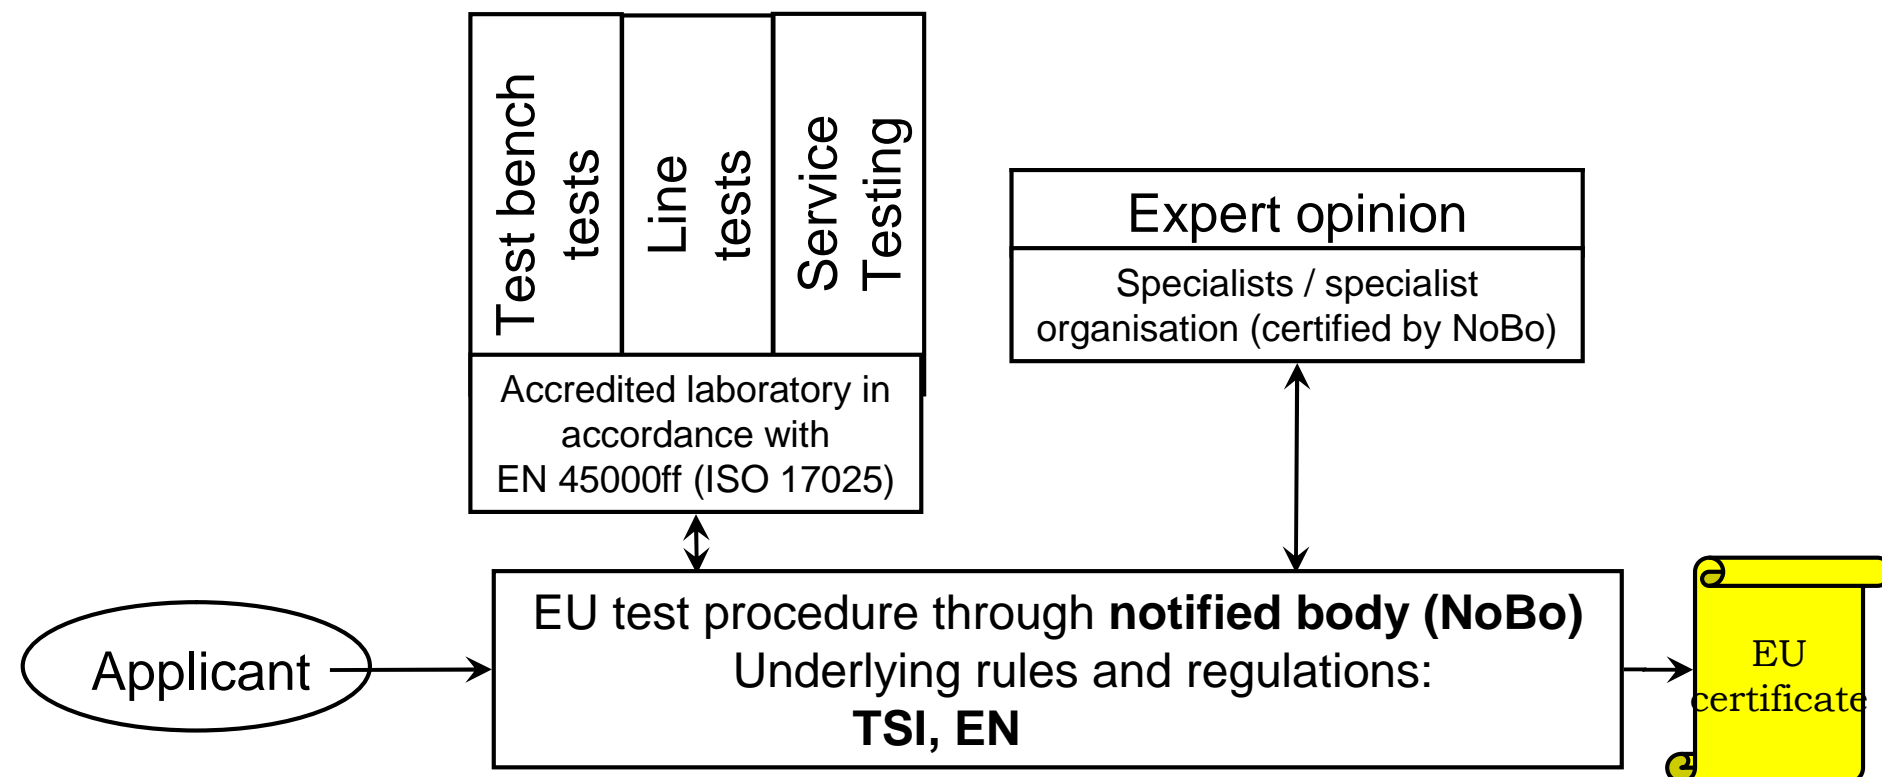 Test bench
tests
Line
tests
Service
Testing
Expert opinion
Specialists / specialist
organisation (certified by NoBo)
Accredited laboratory in
accordance with
EN 45000ff (ISO 17025)
Applicant
EU test procedure through notified body (NoBo)
Underlying rules and regulations:
TSI, EN
EU
certificate